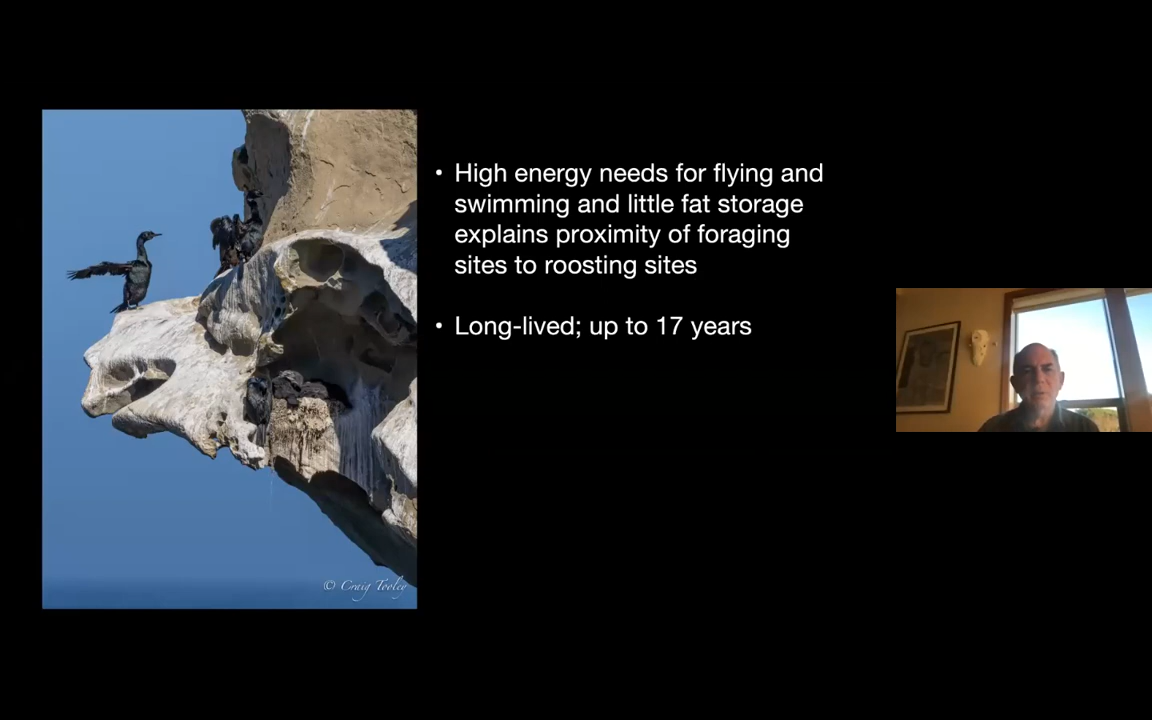 • High energy needs for flying and
swimming and little fat storage
explains proximity of foraging
sites to roosting sites
• Long-lived; up to 17 years
© Craig Tooley